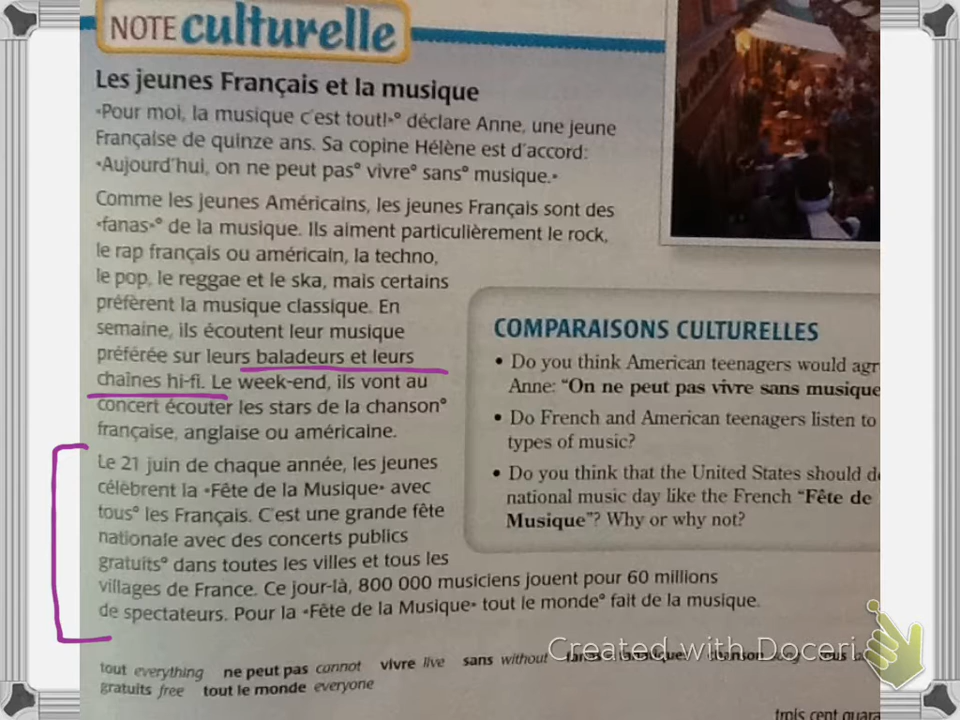 NOTE culturelle
Les jeunes Français et la musique
«Pour moi, la musique c'est tout!»° déclare Anne, une jeune
Française de quinze ans. Sa copine Hélène est d'accord:
«Aujourd'hui, on ne peut pas° vivre° sans° musique.»
Comme les jeunes Américains, les jeunes Français sont des
«fanas»° de la musique. Ils aiment particulièrement le rock,
le rap français ou américain, la techno,
le pop, le reggae et le ska, mais certains
préfèrent la musique classique. En
semaine, ils écoutent leur musique
préférée sur leurs baladeurs et leurs
chaînes hi-fi. Le week-end, ils vont au
concert écouter les stars de la chanson°
française, anglaise ou américaine.
Le 21 juin de chaque année, les jeunes
célèbrent la «Fête de la Musique» avec
tous° les Français. C'est une grande fête
nationale avec des concerts publics
gratuits° dans toutes les villes et tous les
villages de France. Ce jour-là, 800 000 musiciens jouent pour 60 millions
de spectateurs. Pour la «Fête de la Musique» tout le monde° fait de la musique.
COMPARAISONS CULTURELLES
• Do you think American teenagers would agr
Anne: "On ne peut pas vivre sans musique
• Do French and American teenagers listen to
types of music?
• Do you think that the United States should d
national music day like the French "Fête de
Musique"? Why or why not?
Created with Doceri
tout everything ne peut pas cannot vivre live sans without
gratuits free tout le monde everyone
trois cent quara